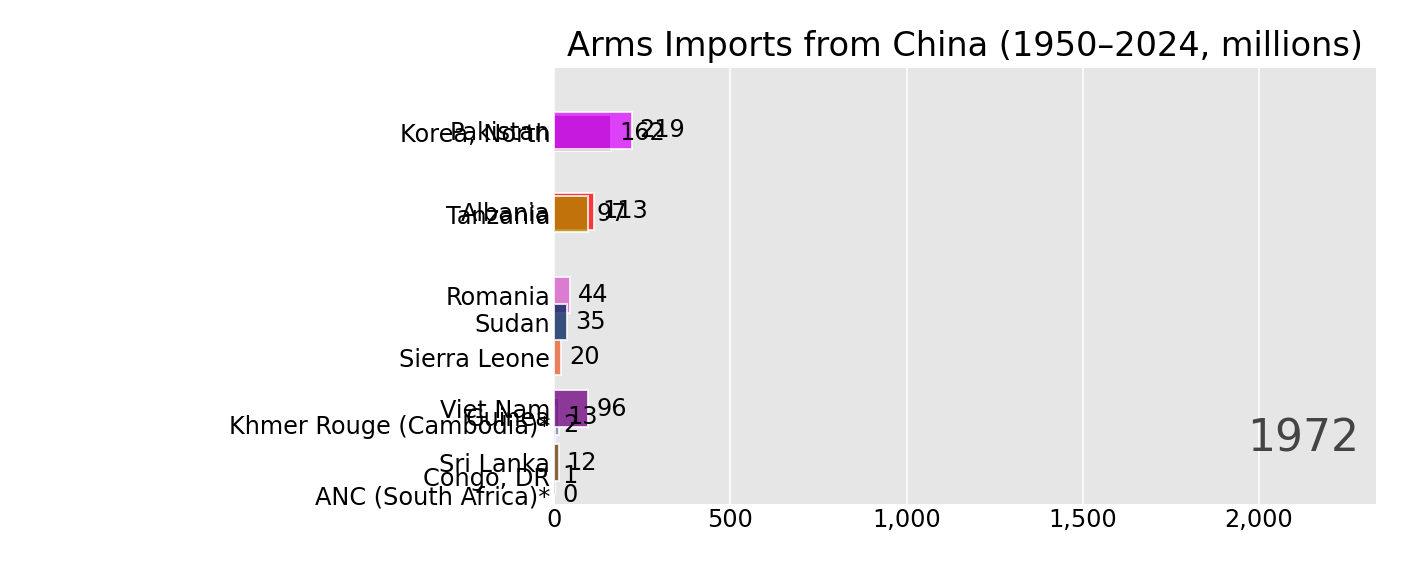 Arms Imports from China (1950–2024, millions)
Pakistan 219
Korea, North 162
Albania 113
Tanzania 97
Romania 44
Sudan 35
Sierra Leone 20
Viet Nam 96
Guinea 13
Khmer Rouge (Cambodia)* 2
1972
Sri Lanka 12
Congo, DR 1
ANC (South Africa)* 0
0 500 1,000 1,500 2,000